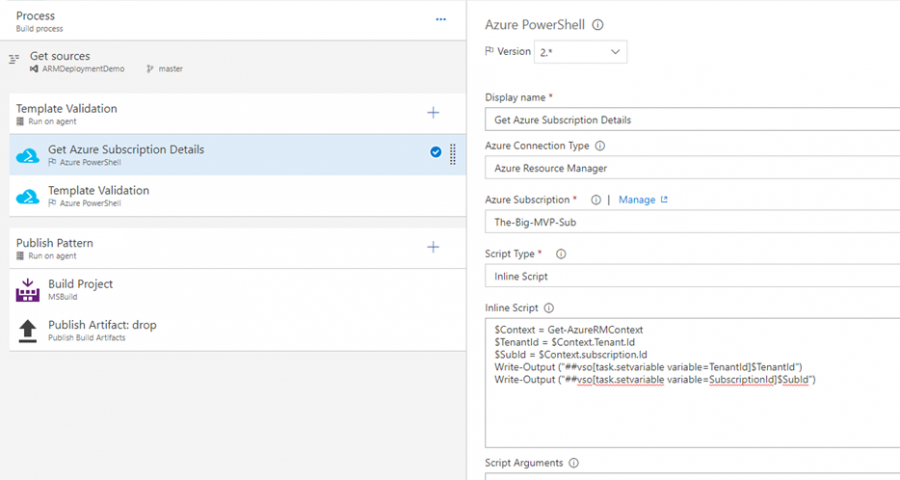 Process
Build process
Get sources
ARMDeploymentDemo master
Template Validation
Run on agent
Get Azure Subscription Details
Azure PowerShell
Template Validation
Azure PowerShell
Publish Pattern
Run on agent
Build Project
MSBuild
Publish Artifact: drop
Publish Build Artifacts
Azure PowerShell
Version 2.*
Display name *
Get Azure Subscription Details
Azure Connection Type
Azure Resource Manager
Azure Subscription * | Manage
The-Big-MVP-Sub
Script Type *
Inline Script
Inline Script
$Context = Get-AzureRMContext
$TenantId = $Context.Tenant.Id
$SubId = $Context.subscription.Id
Write-Output ("##vso[task.setvariable variable=TenantId]$TenantId")
Write-Output ("##vso[task.setvariable variable=SubscriptionId]$SubId")
Script Arguments